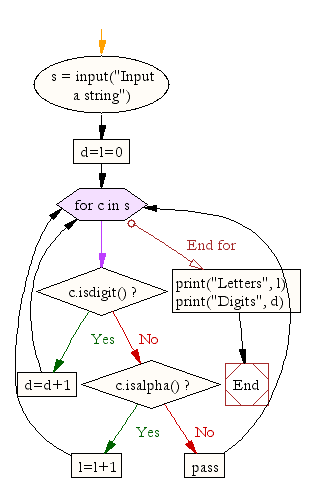 s = input("Input
a string")
d=l=0
for c in s
End for
c.isdigit() ?
print("Letters", l)
print("Digits", d)
Yes
No
d=d+1
c.isalpha() ?
End
Yes
No
l=l+1
pass